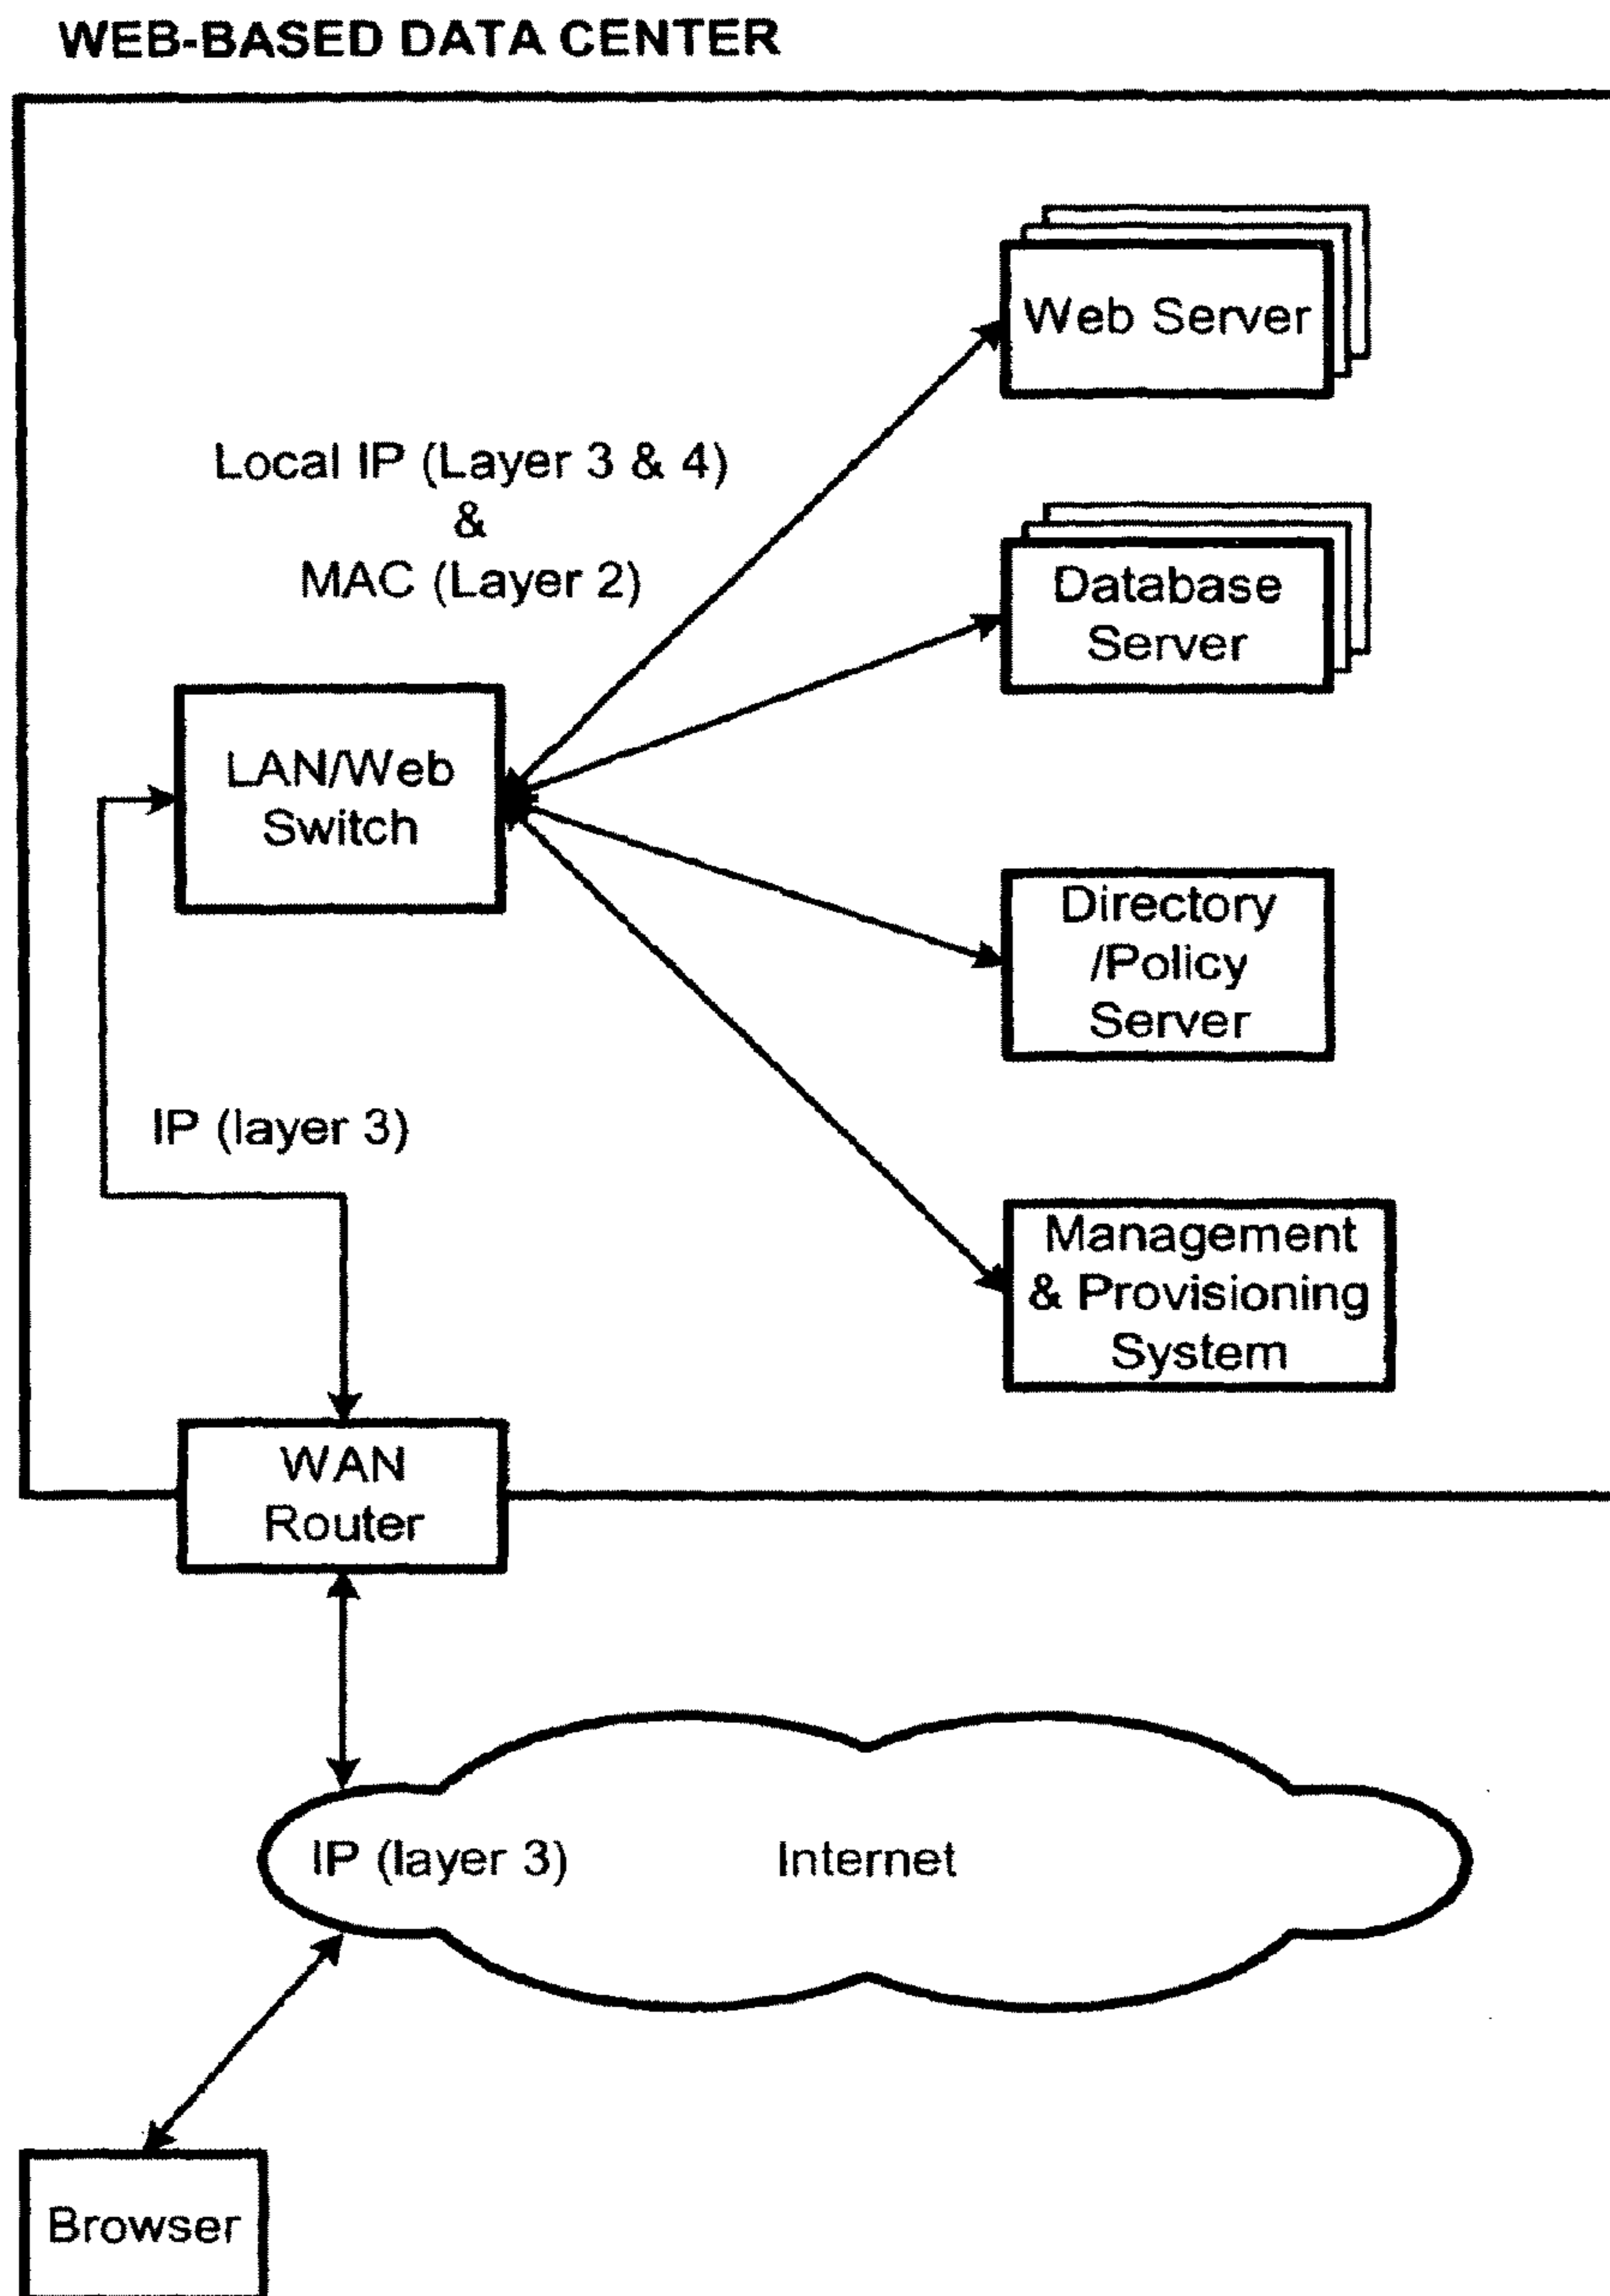 WEB-BASED DATA CENTER
Web Server
Local IP (Layer 3 & 4)
&
MAC (Layer 2)
Database
Server
LAN/Web
Switch
Directory
/Policy
Server
IP (layer 3)
Management
& Provisioning
System
WAN
Router
IP (layer 3)
Internet
Browser